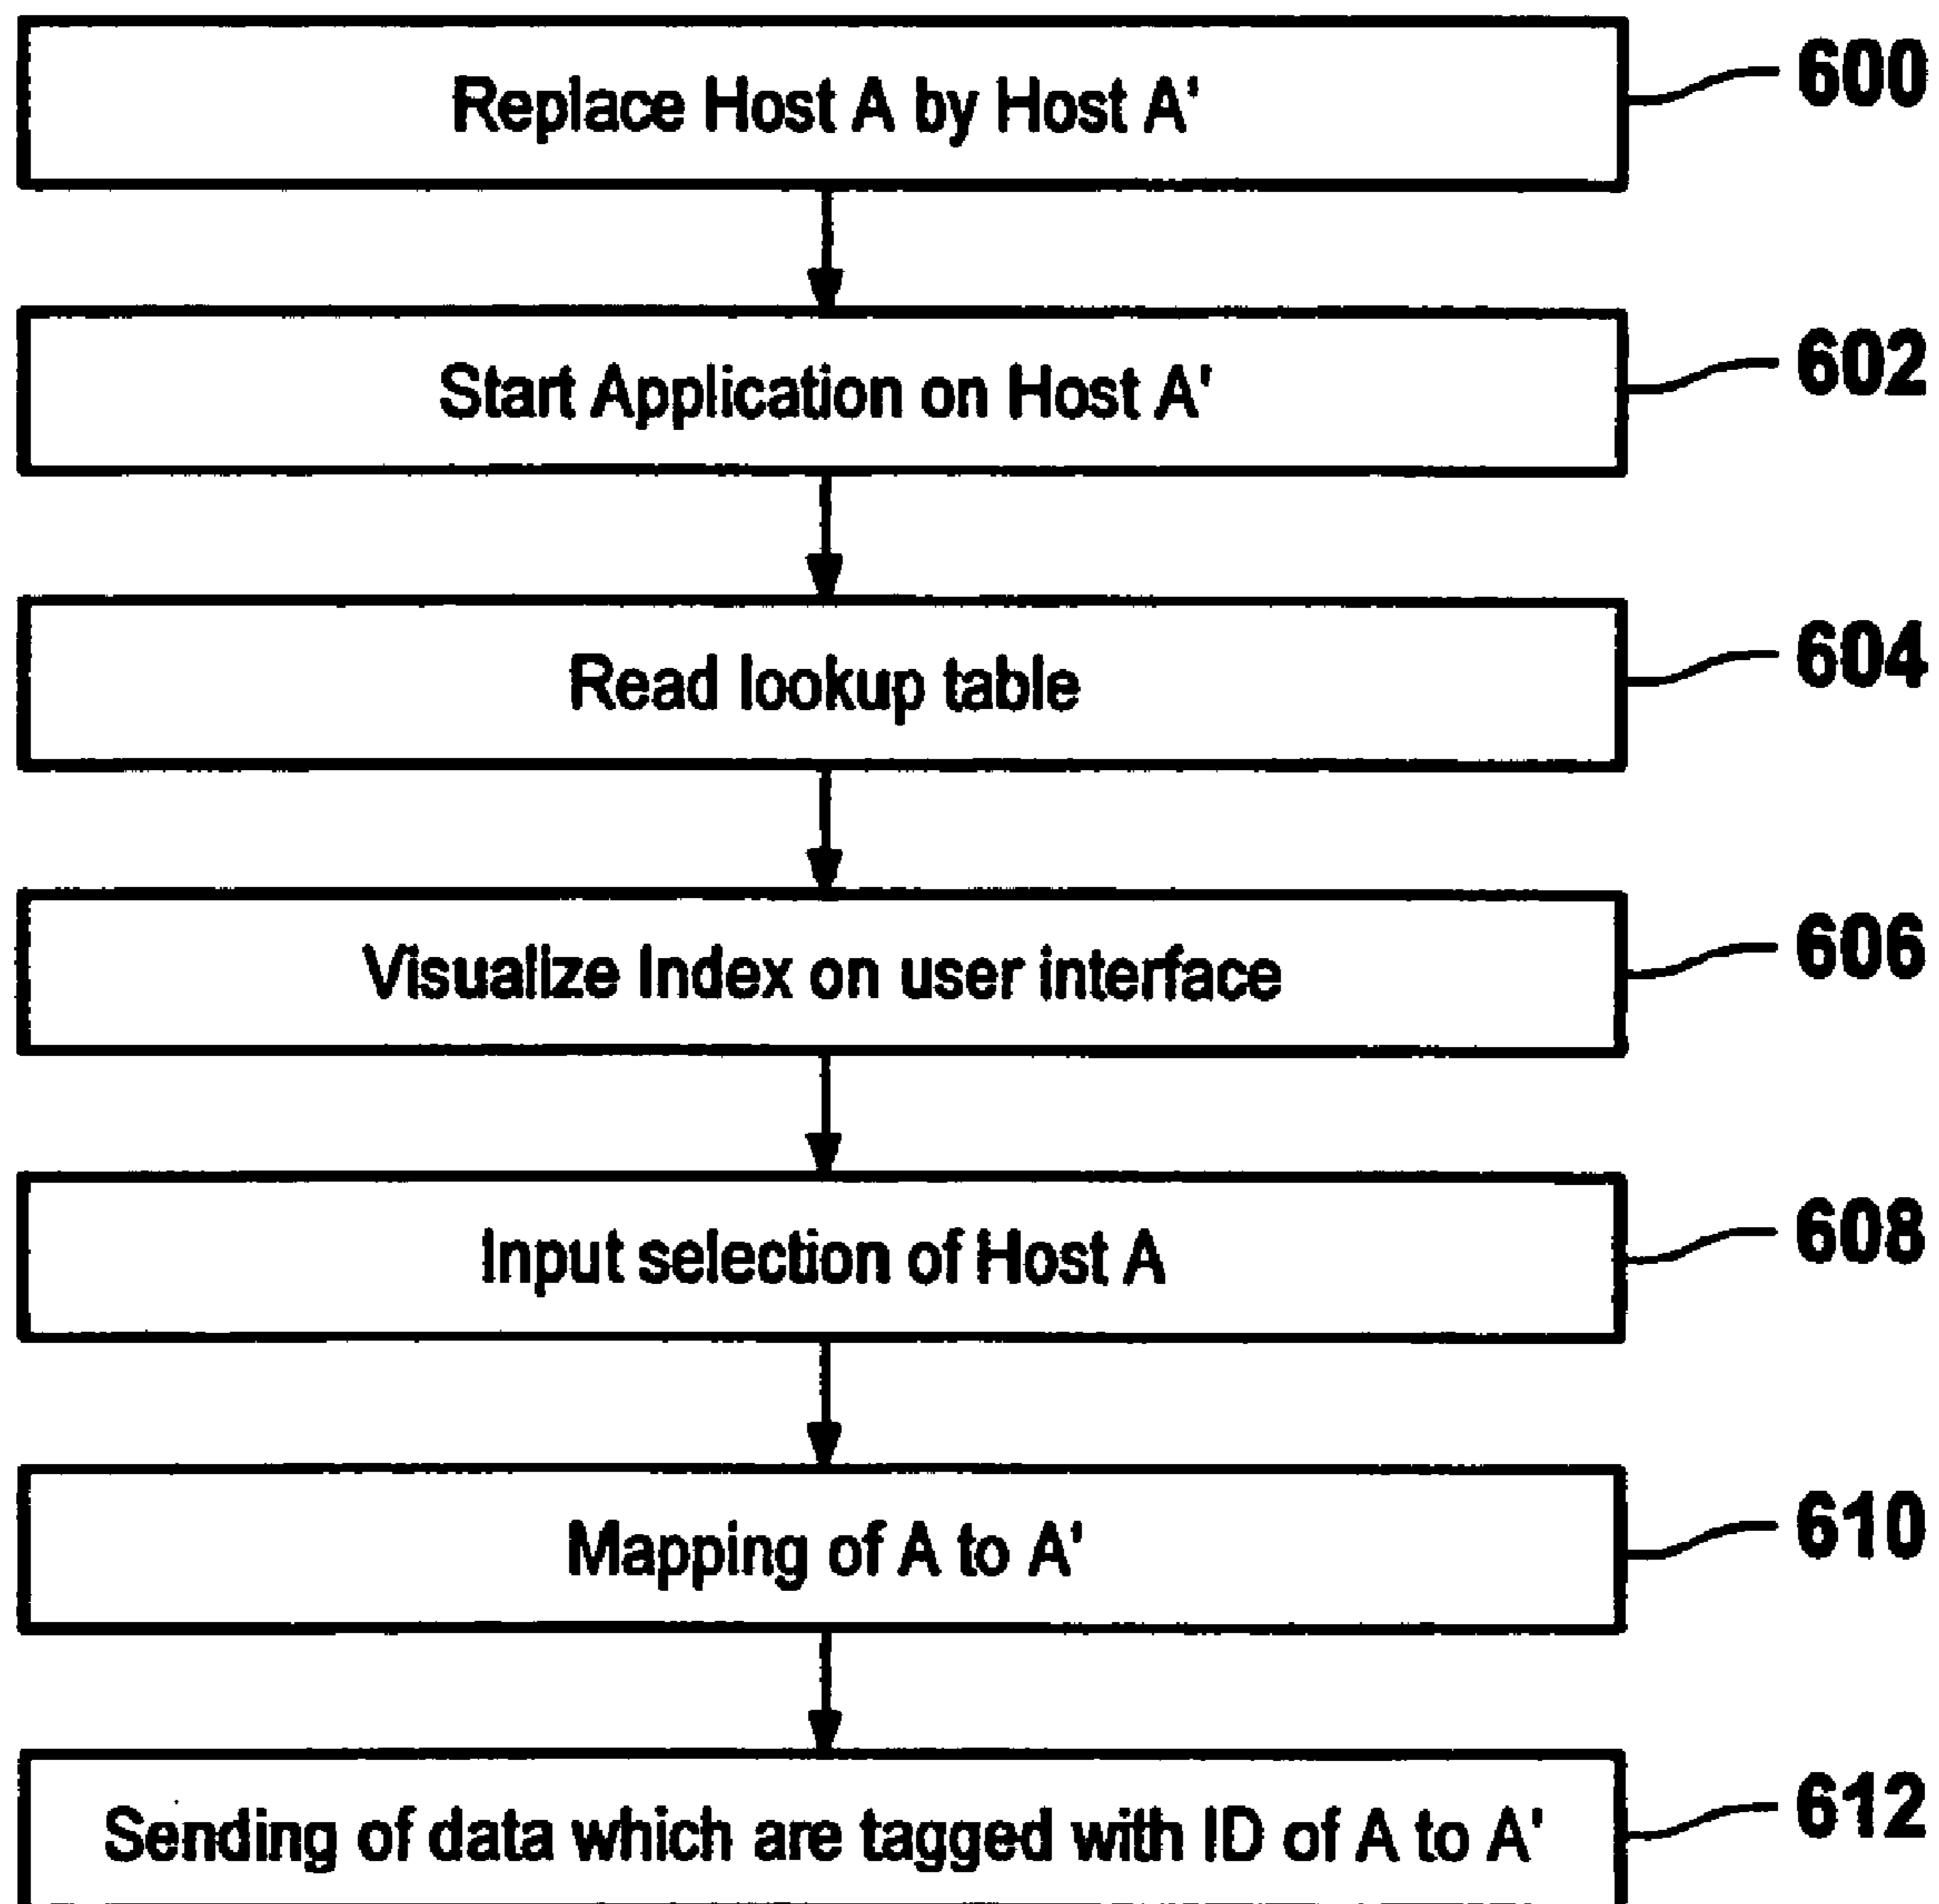 Replace Host A by Host A' 600
Start Application on Host A' 602
Read lookup table 604
Visualize Index on user interface 606
Input selection of Host A 608
Mapping of A to A' 610
Sending of data which are tagged with ID of A to A' 612